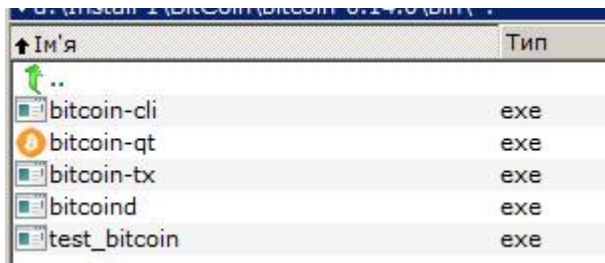 Ім'я Тип
..
bitcoin-cli exe
bitcoin-qt exe
bitcoin-tx exe
bitcoind exe
test_bitcoin exe